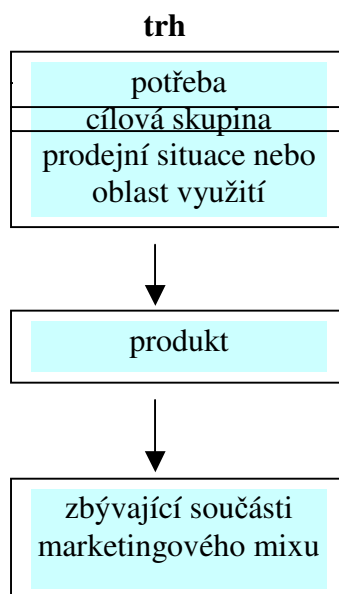 trh
potřeba
cílová skupina
prodejní situace nebo
oblast využití
produkt
zbývající součásti
marketingového mixu